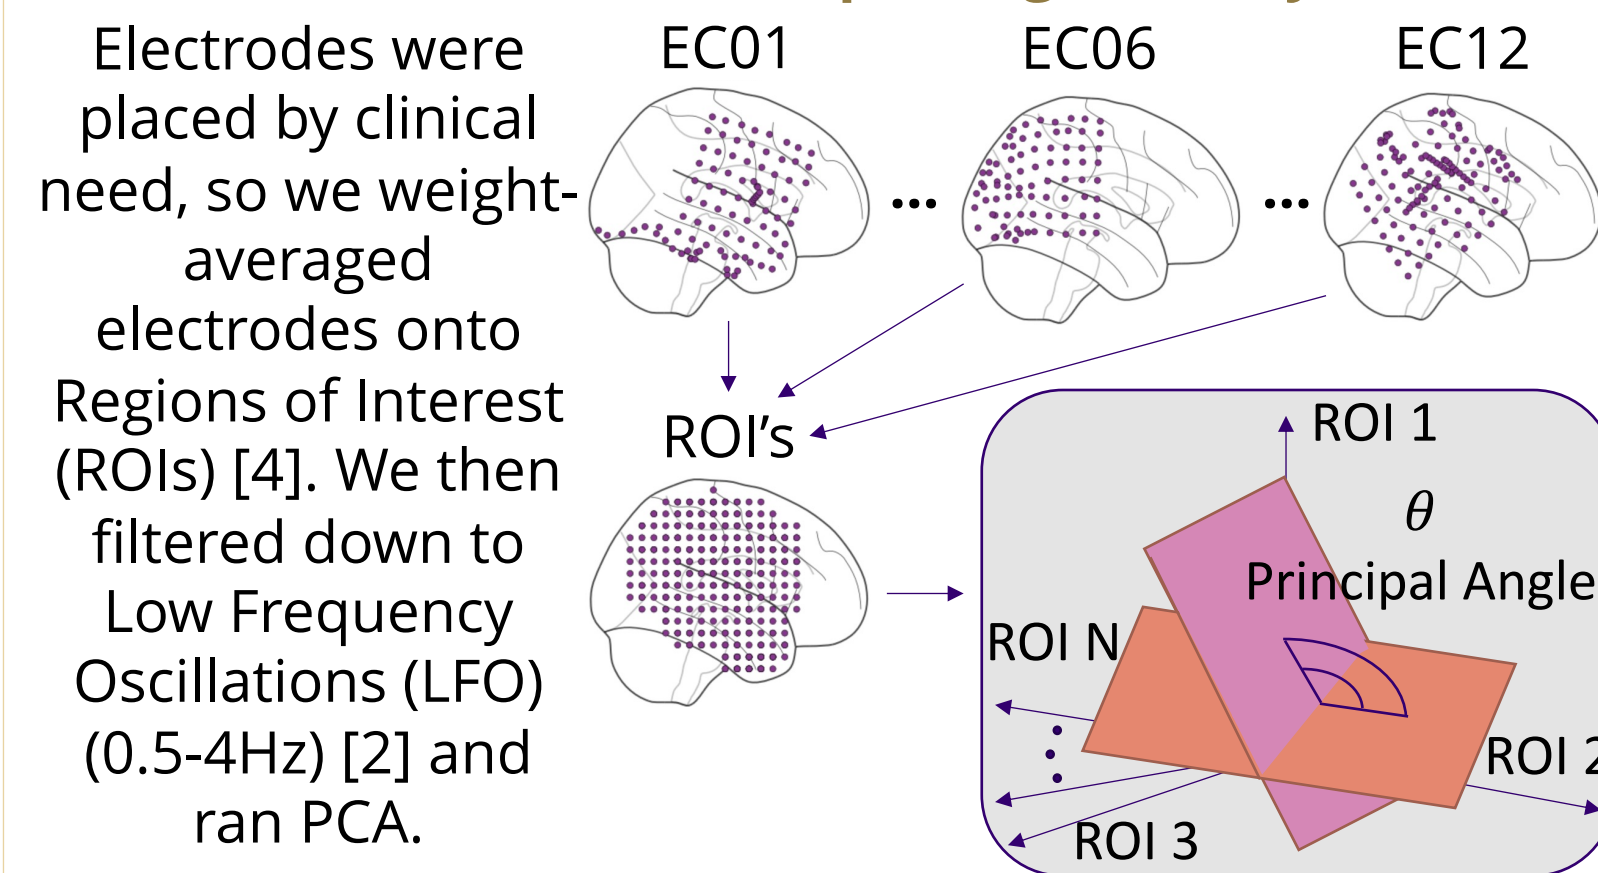 Electrodes were
placed by clinical
need, so we weight-
averaged
electrodes onto
Regions of Interest
(ROIs) [4]. We then
filtered down to
Low Frequency
Oscillations (LFO)
(0.5-4Hz) [2] and
ran PCA.
EC01
EC06
EC12
...
...
ROI's
ROI 1
θ
Principal Angle
ROI N
ROI 2
ROI 3